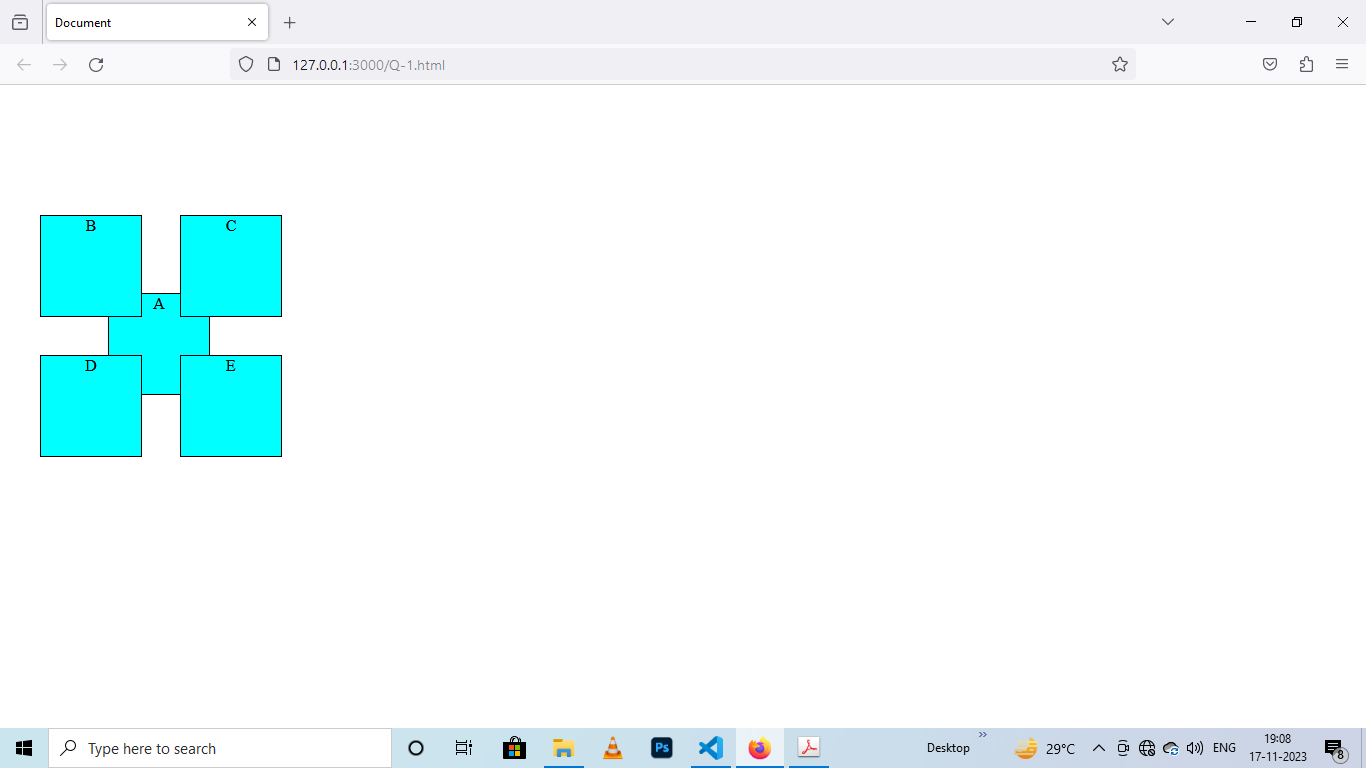 Document
127.0.0.1:3000/Q-1.html
B
C
A
D
E
Type here to search
Ps
Desktop
29°C
ENG
19:08
17-11-2023
8